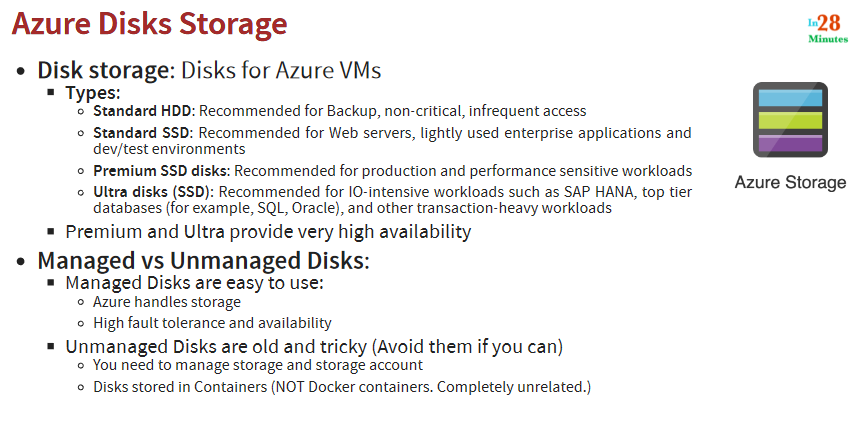 Azure Disks Storage
In28
Minutes
• Disk storage: Disks for Azure VMs
▪ Types:
◦ Standard HDD: Recommended for Backup, non-critical, infrequent access
◦ Standard SSD: Recommended for Web servers, lightly used enterprise applications and
dev/test environments
◦ Premium SSD disks: Recommended for production and performance sensitive workloads
◦ Ultra disks (SSD): Recommended for IO-intensive workloads such as SAP HANA, top tier
databases (for example, SQL, Oracle), and other transaction-heavy workloads
▪ Premium and Ultra provide very high availability
Azure Storage
• Managed vs Unmanaged Disks:
▪ Managed Disks are easy to use:
◦ Azure handles storage
◦ High fault tolerance and availability
▪ Unmanaged Disks are old and tricky (Avoid them if you can)
◦ You need to manage storage and storage account
◦ Disks stored in Containers (NOT Docker containers. Completely unrelated.)